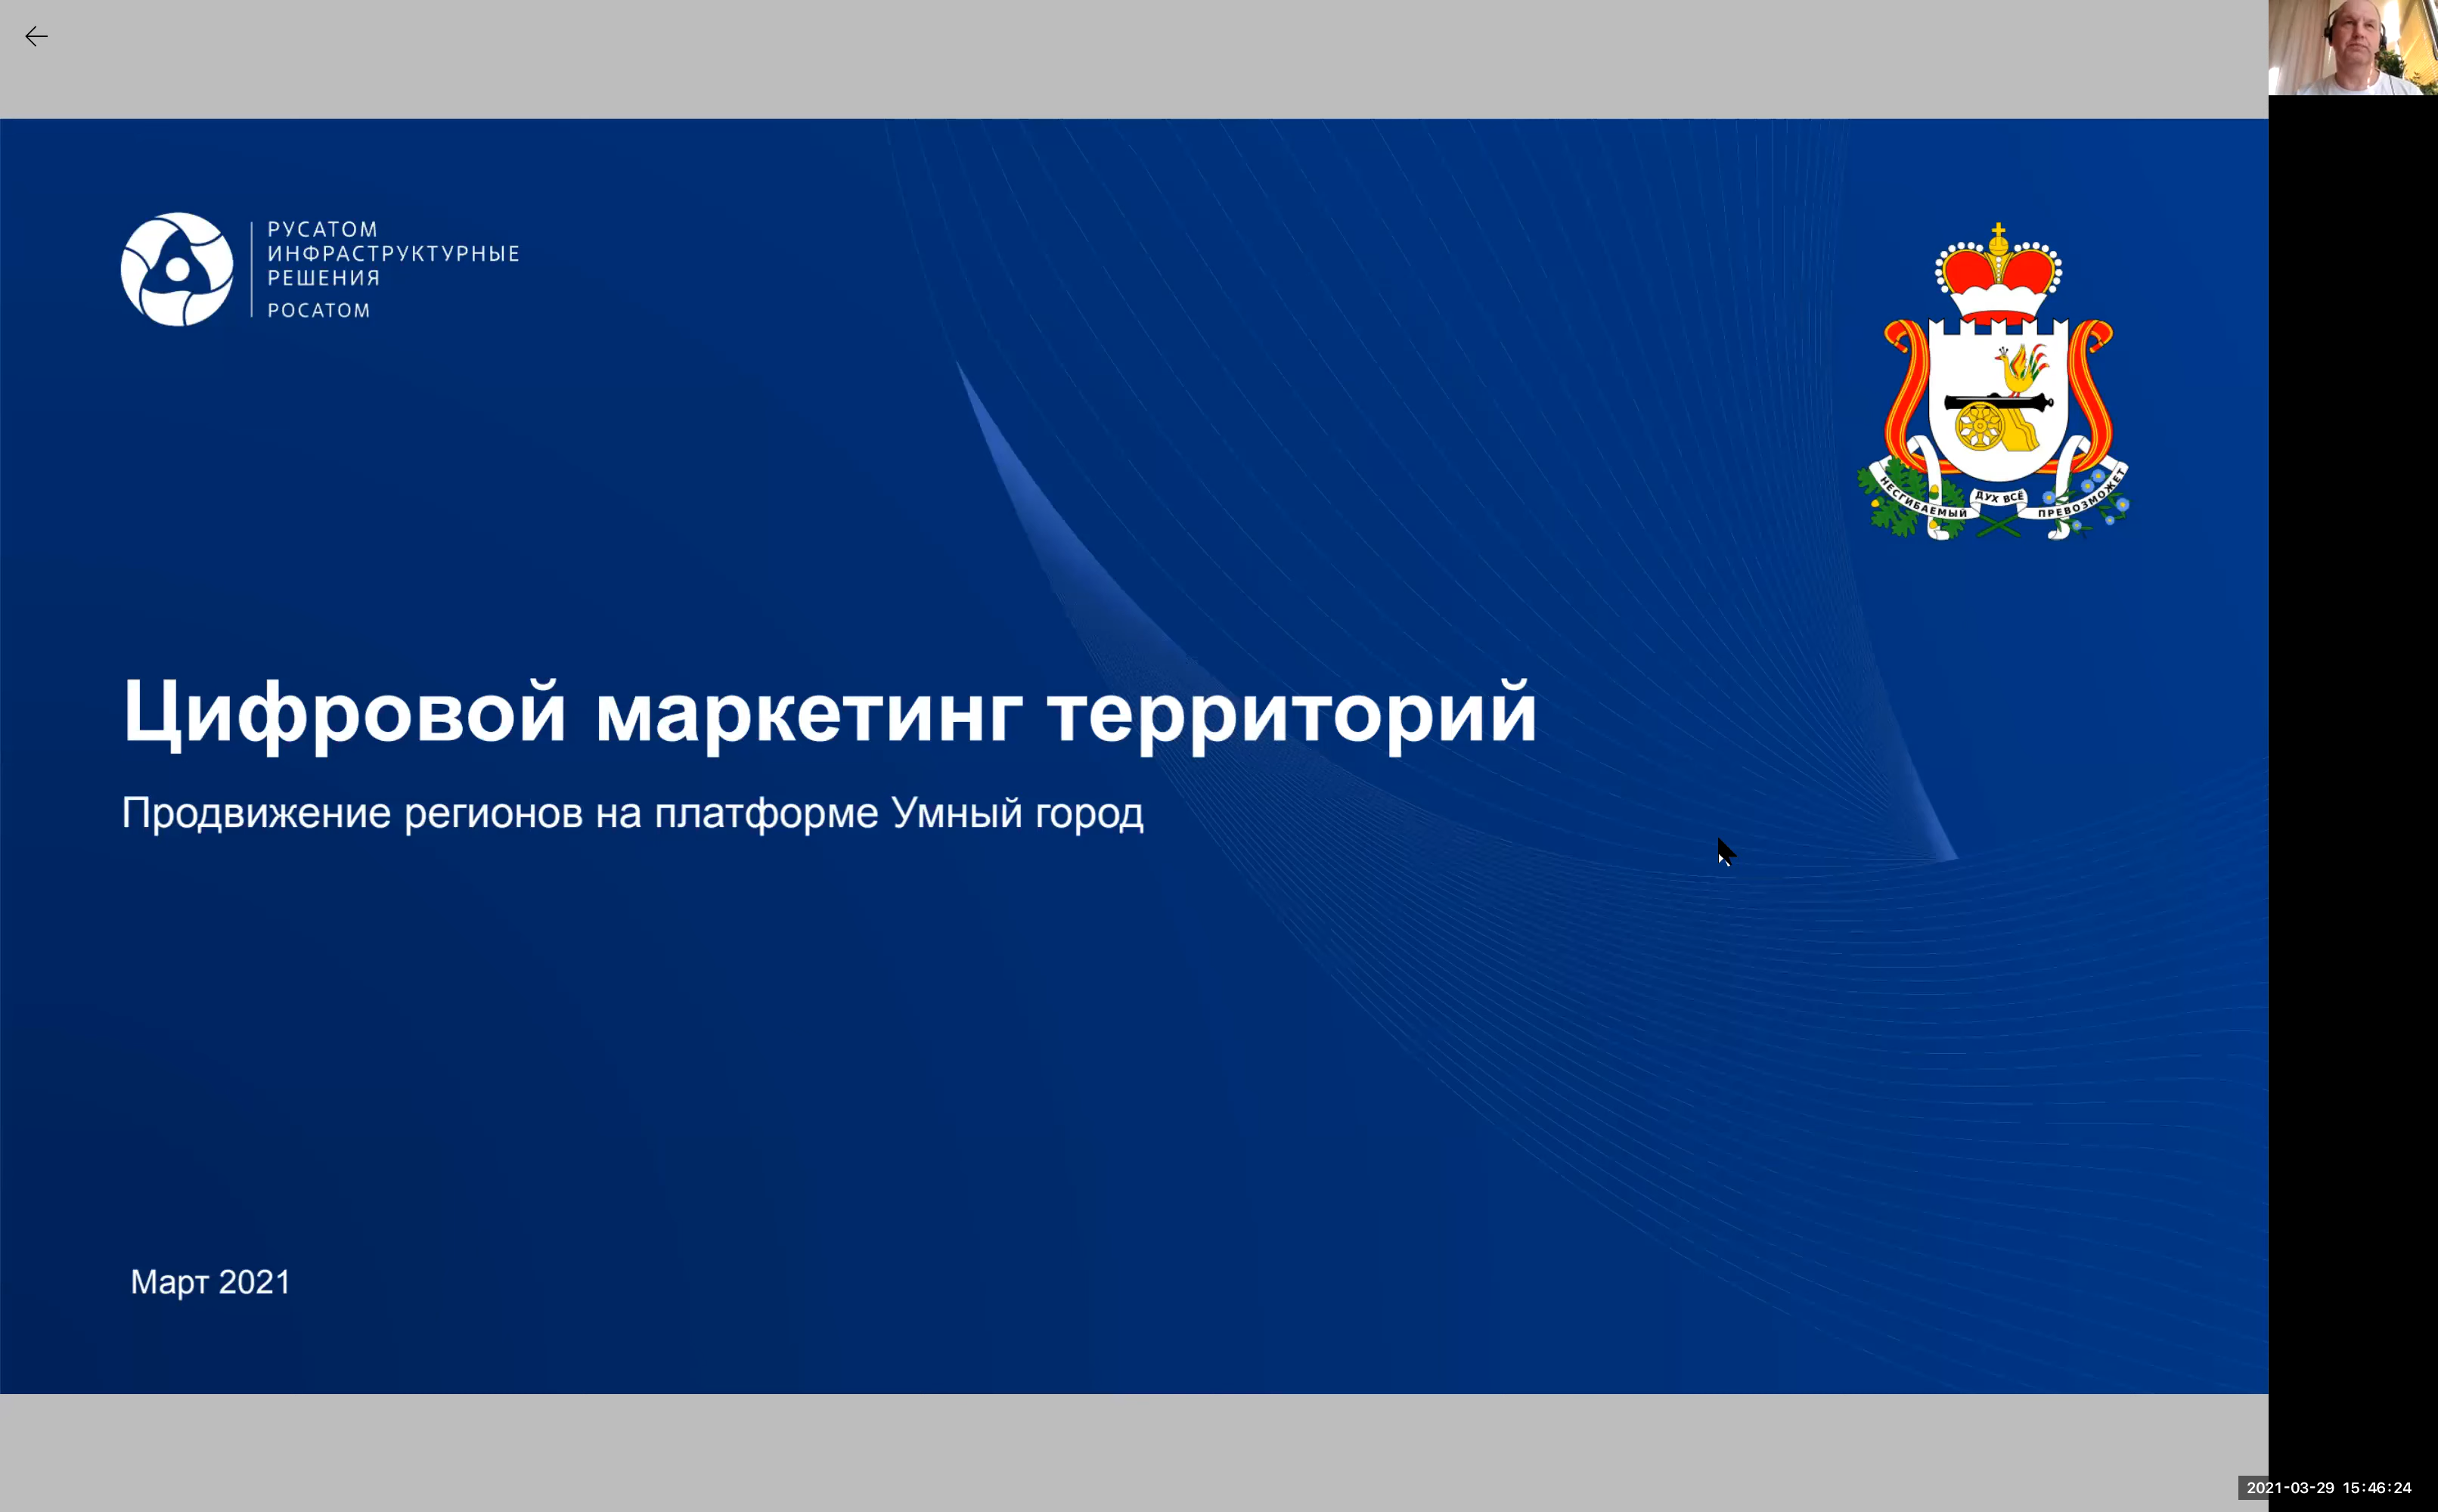 РУСАТОМ
ИНФРАСТРУКТУРНЫЕ
РЕШЕНИЯ
РОСАТОМ
НЕСГИБАЕМЫЙ ДУХ ВСЁ ПРЕВОЗМОЖЕТ
Цифровой маркетинг территорий
Продвижение регионов на платформе Умный город
Март 2021
2021-03-29 15:46:24